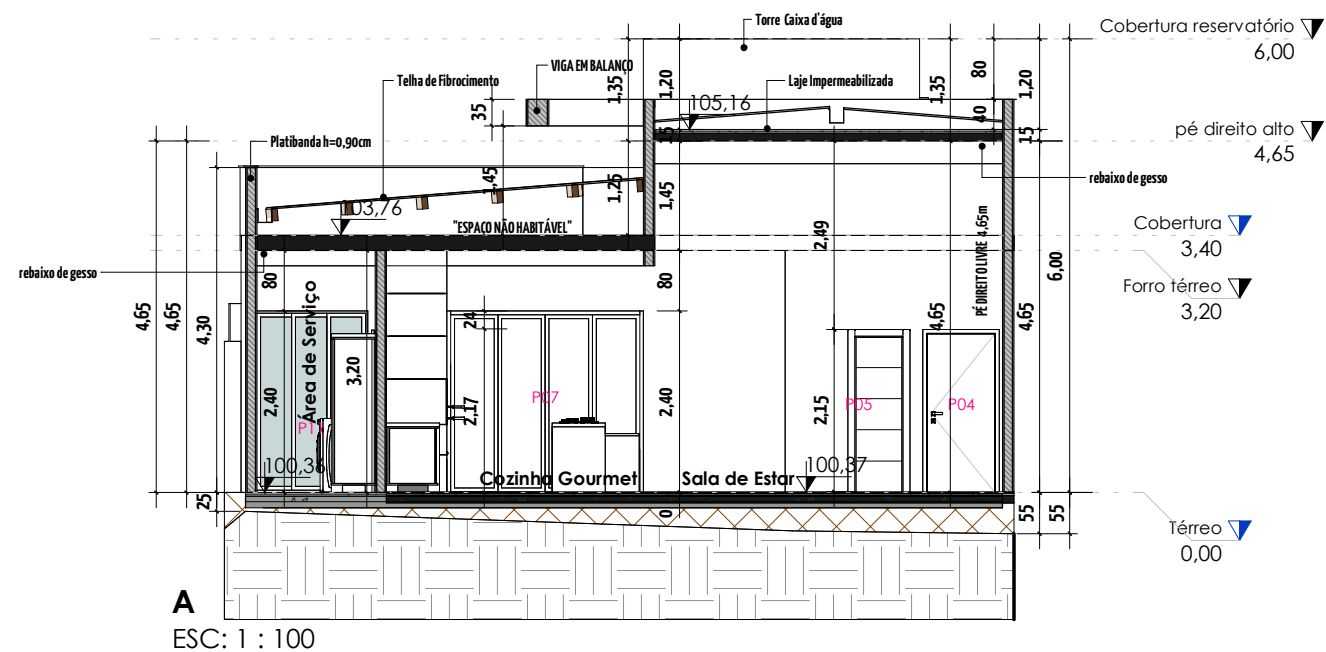 Torre Caixa d'água
Cobertura reservatório
6,00
VIGA EM BALANÇO
Telha de Fibrocimento
Laje Impermeabilizada
1,35
1,20
1,35
80
1,20
35
105,16
40
15
15
pé direito alto
4,65
Platibanda h=0,90cm
rebaixo de gesso
1,45
1,25
1,45
103,76
"ESPAÇO NÃO HABITÁVEL"
2,49
PÉ DIREITO LIVRE 4,65m
Cobertura
3,40
6,00
rebaixo de gesso
80
80
Forro térreo
3,20
4,65
4,65
4,30
Área de Serviço
24
4,65
4,65
3,20
2,40
2,17
P07
2,40
2,15
P05
P04
P11
100,36
Cozinha Gourmet
Sala de Estar
100,37
25
0
55
55
Térreo
0,00
A
ESC: 1 : 100